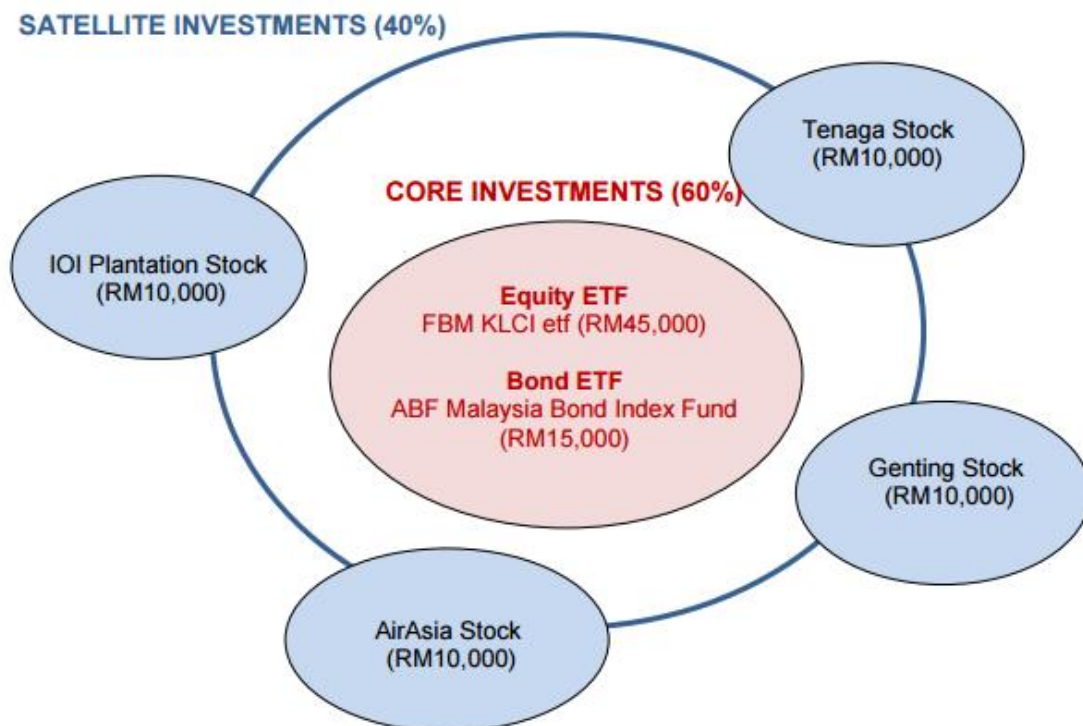 SATELLITE INVESTMENTS (40%)
Tenaga Stock
(RM10,000)
CORE INVESTMENTS (60%)
IOI Plantation Stock
(RM10,000)
Equity ETF
FBM KLCI etf (RM45,000)
Bond ETF
ABF Malaysia Bond Index Fund
(RM15,000)
Genting Stock
(RM10,000)
AirAsia Stock
(RM10,000)